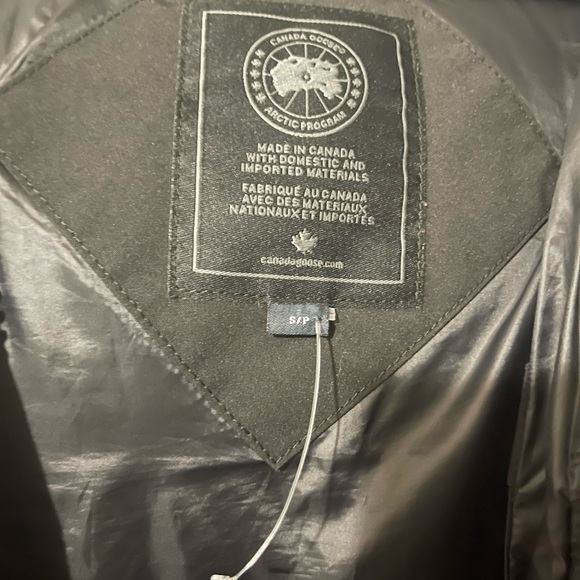 CANADA GOOSE®
ARCTIC PROGRAM
MADE IN CANADA
WITH DOMESTIC AND
IMPORTED MATERIALS
FABRIQUÉ AU CANADA
AVEC DES MATERIAUX
NATIONAUX ET IMPORTÉS
canadagoose.com
S/P